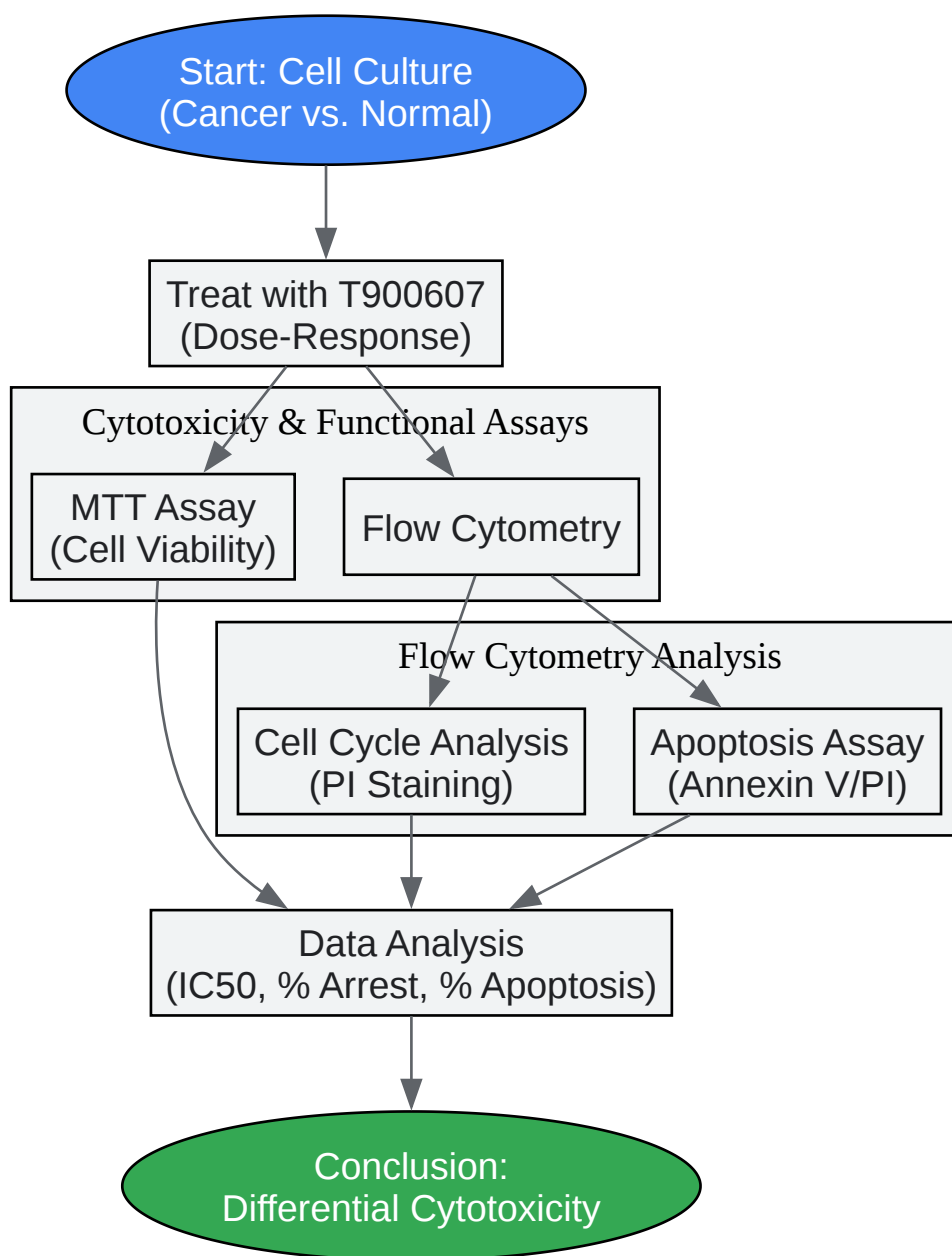 Start: Cell Culture
(Cancer vs. Normal)
Treat with T900607
(Dose-Response)
Cytotoxicity & Functional Assays
MTT Assay
(Cell Viability)
Flow Cytometry
Flow Cytometry Analysis
Cell Cycle Analysis
(PI Staining)
Apoptosis Assay
(Annexin V/PI)
Data Analysis
(IC50, % Arrest, % Apoptosis)
Conclusion:
Differential Cytotoxicity